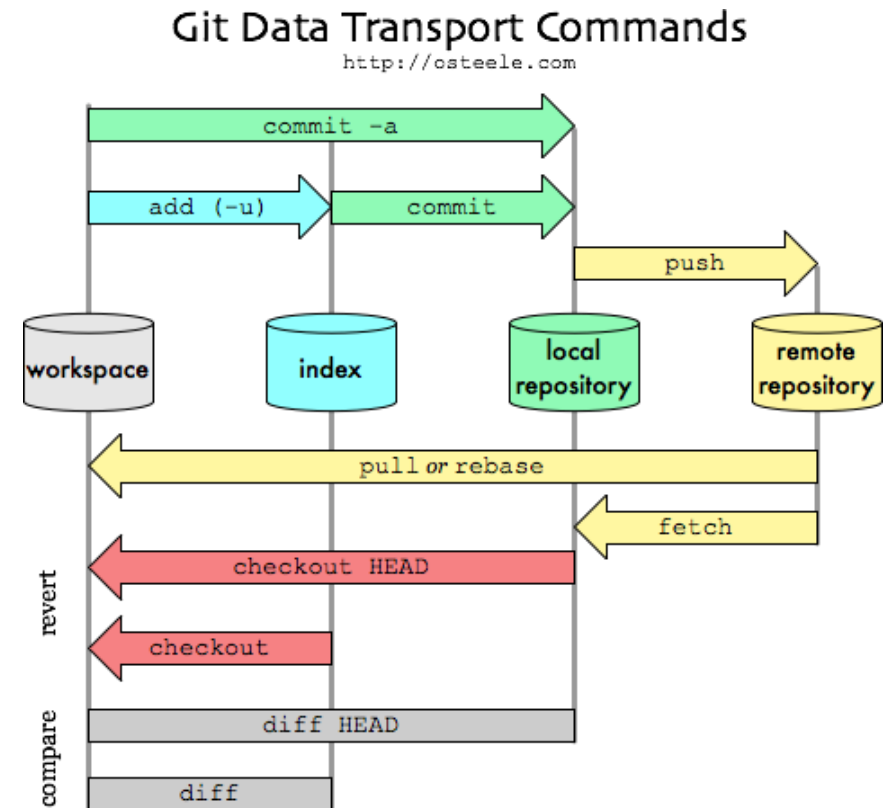 Git Data Transport Commands
http://osteele.com
commit -a
add (-u)
commit
push
workspace
index
local
repository
remote
repository
pull or rebase
fetch
revert
checkout HEAD
checkout
compare
diff HEAD
diff